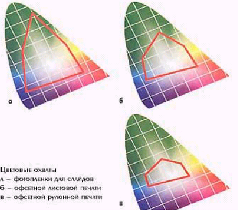 а
б
в
Цветовые охваты
а – фотопленки для слайдов
б – офсетной листовой печати
в – офсетной рулонной печати